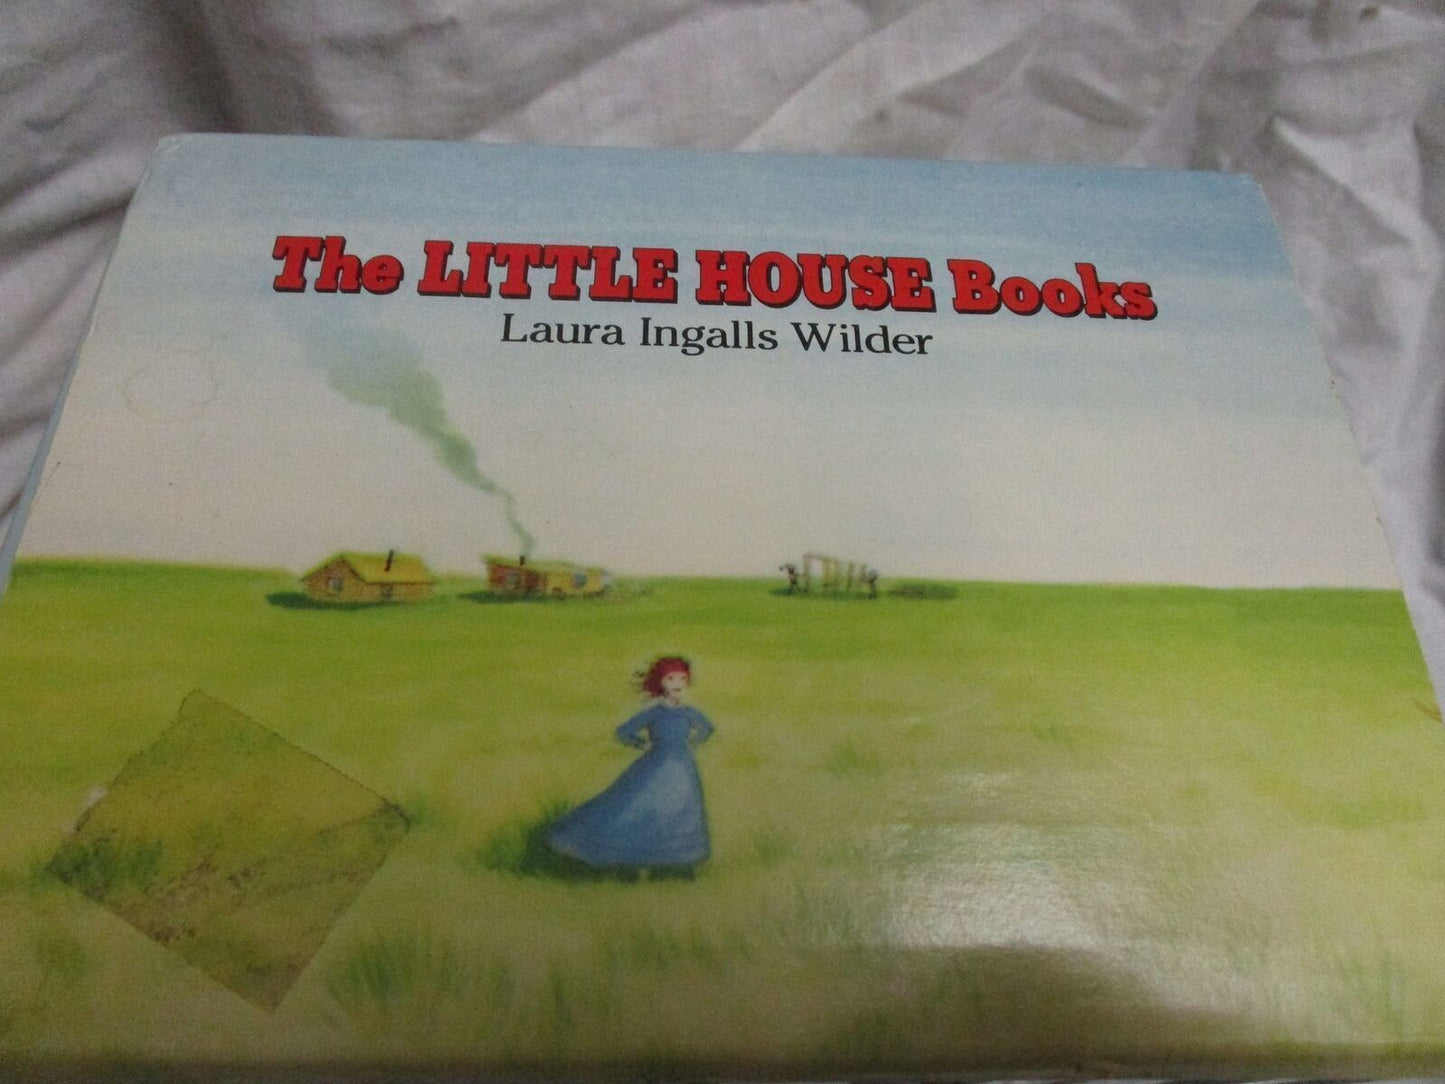 The LITTLE HOUSE Books
Laura Ingalls Wilder